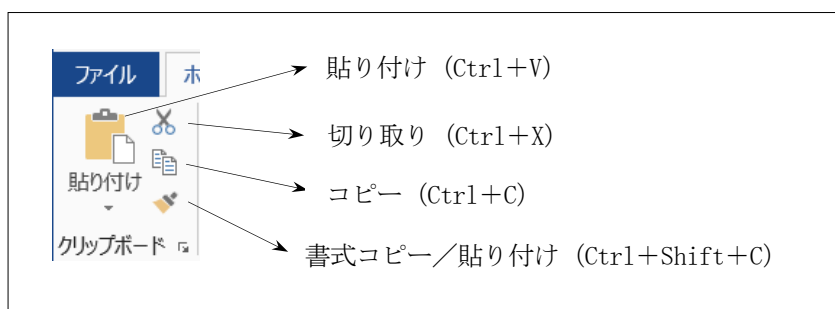 ファイル ホ
貼り付け (Ctrl＋V)
切り取り (Ctrl＋X)
貼り付け
コピー (Ctrl＋C)
クリップボード
書式コピー／貼り付け (Ctrl＋Shift＋C)